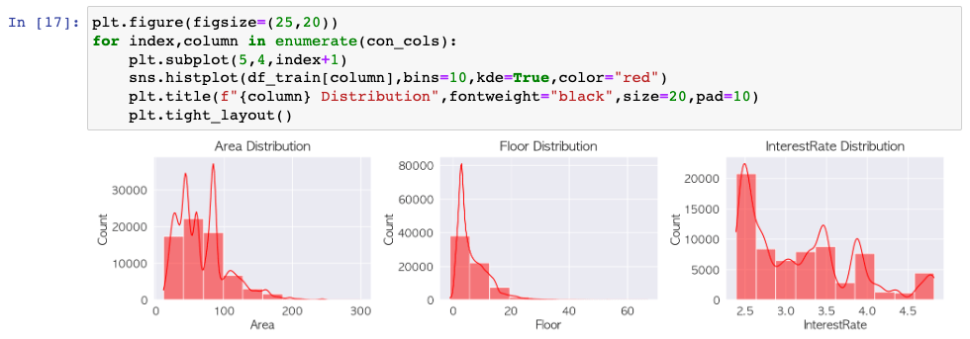 In [17]: plt.figure(figsize=(25,20))
for index,column in enumerate(con_cols):
    plt.subplot(5,4,index+1)
    sns.histplot(df_train[column],bins=10,kde=True,color="red")
    plt.title(f"{column} Distribution",fontweight="black",size=20,pad=10)
    plt.tight_layout()
Area Distribution
30000
20000
10000
0
Count
0 100 200 300
Area
Floor Distribution
80000
60000
40000
20000
0
Count
0 20 40 60
Floor
InterestRate Distribution
20000
15000
10000
5000
0
Count
2.5 3.0 3.5 4.0 4.5
InterestRate